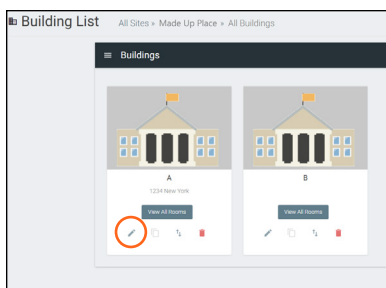 Building List All Sites » Made Up Place » All Buildings
Buildings
A
1234 New York
View All Rooms
B
View All Rooms